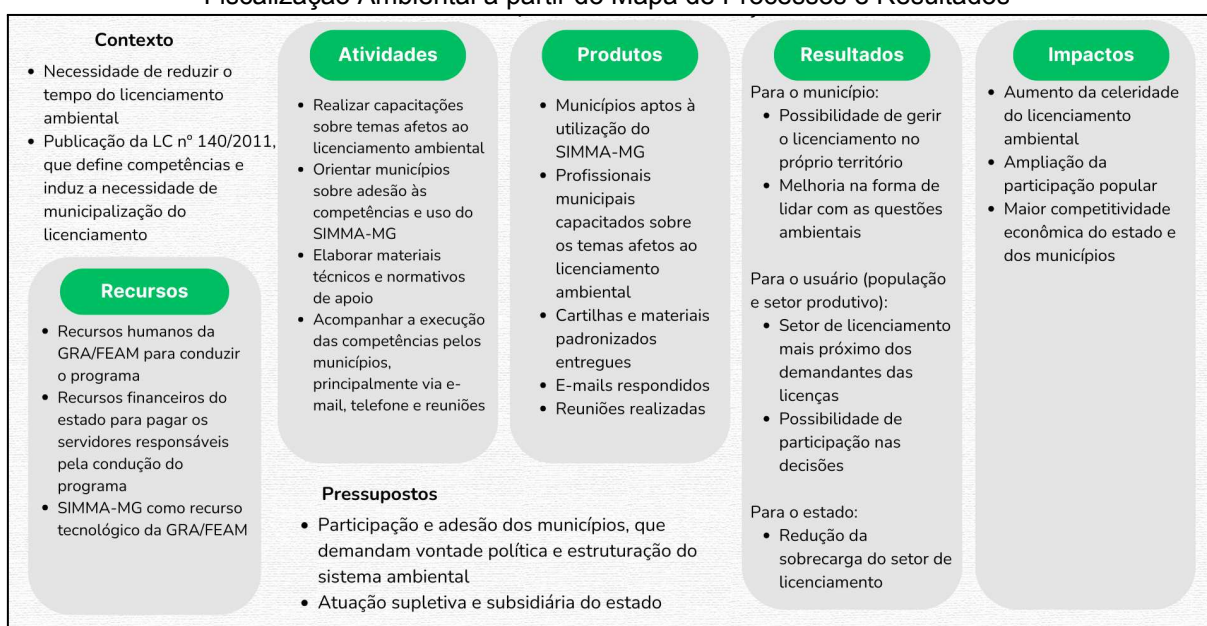 Fiscalização Ambiental a partir do Mapa de Processos e Resultados
Contexto
• Necessidade de reduzir o
tempo do licenciamento
ambiental
• Publicação da LC nº 140/2011,
que define competências e
induz a necessidade de
municipalização do
licenciamento
Recursos
• Recursos humanos da
GRA/FEAM para conduzir
o programa
• Recursos financeiros do
estado para pagar os
servidores responsáveis
pela condução do
programa
• SIMMA-MG como recurso
tecnológico da GRA/FEAM
Atividades
• Realizar capacitações
sobre temas afetos ao
licenciamento ambiental
• Orientar municípios
sobre adesão às
competências e uso do
SIMMA-MG
• Elaborar materiais
técnicos e normativos
de apoio
• Acompanhar a execução
das competências pelos
municípios,
principalmente via e-
mail, telefone e reuniões
Produtos
• Municípios aptos à
utilização do
SIMMA-MG
• Profissionais
municipais
capacitados sobre
os temas afetos ao
licenciamento
ambiental
• Cartilhas e materiais
padronizados
entregues
• E-mails respondidos
• Reuniões realizadas
Pressupostos
• Participação e adesão dos municípios, que
demandam vontade política e estruturação do
sistema ambiental
• Atuação supletiva e subsidiária do estado
Resultados
Para o município:
• Possibilidade de gerir
o licenciamento no
próprio território
• Melhoria na forma de
lidar com as questões
ambientais
Para o usuário (população
e setor produtivo):
• Setor de licenciamento
mais próximo dos
demandantes das
licenças
• Possibilidade de
participação nas
decisões
Para o estado:
• Redução da
sobrecarga do setor de
licenciamento
Impactos
• Aumento da celeridade
do licenciamento
ambiental
• Ampliação da
participação popular
• Maior competitividade
econômica do estado e
dos municípios